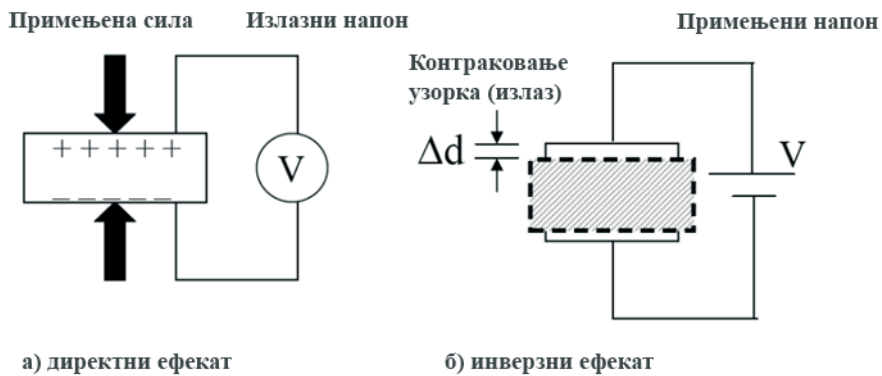 Примењена сила
Излазни напон
Примењени напон
Контраковање
узорка (излаз)
+ + + + +
Δd
V
V
_ _ _ _ _
а) директни ефекат
б) инверзни ефекат